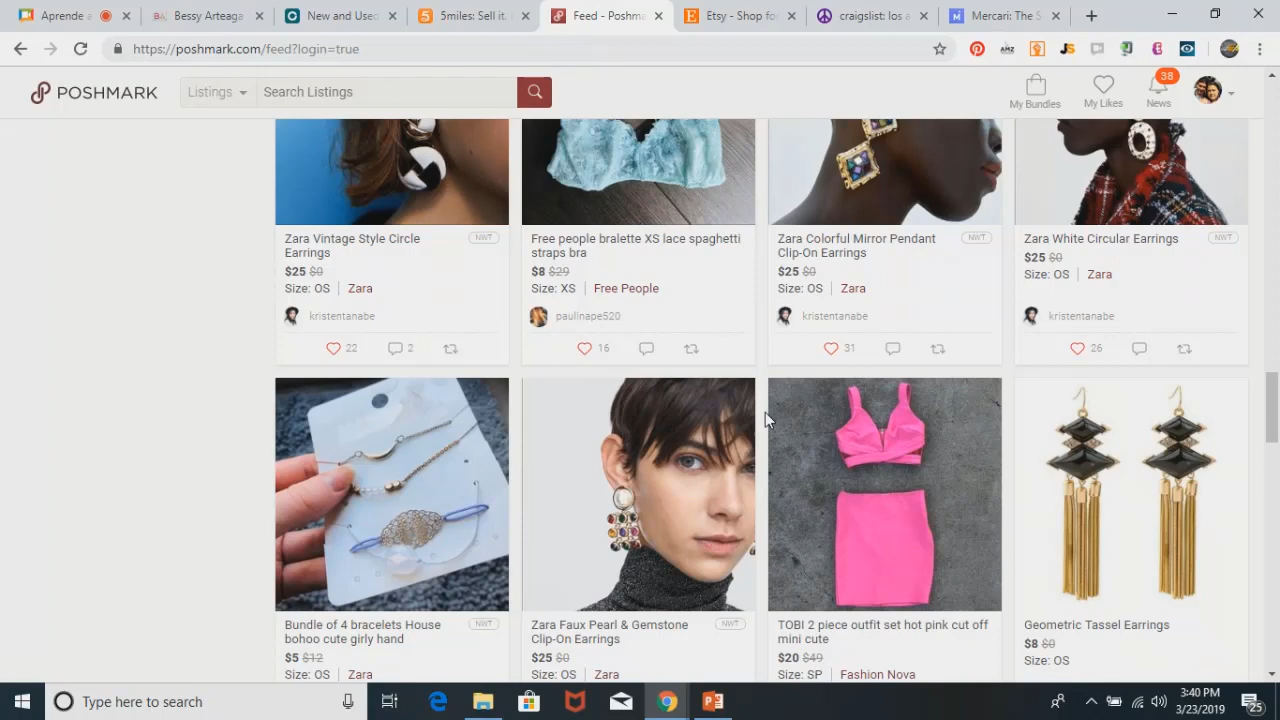 Aprende a
Bessy Arteaga
New and Used
5miles: Sell it.
Feed - Poshma
Etsy - Shop for
craigslist: los a
Mercari: The S
https://poshmark.com/feed?login=true
POSHMARK
Listings
Search Listings
My Bundles
My Likes
38
News
Zara Vintage Style Circle
Earrings
NWT
$25 $0
Size: OS | Zara
kristentanabe
22
2
Free people bralette XS lace spaghetti
straps bra
$8 $29
Size: XS | Free People
paulinape520
16
Zara Colorful Mirror Pendant
Clip-On Earrings
NWT
$25 $0
Size: OS | Zara
kristentanabe
31
Zara White Circular Earrings
NWT
$25 $0
Size: OS | Zara
kristentanabe
26
Bundle of 4 bracelets House
bohoo cute girly hand
NWT
$5 $12
Size: OS | Zara
Zara Faux Pearl & Gemstone
Clip-On Earrings
NWT
$25 $0
Size: OS | Zara
TOBI 2 piece outfit set hot pink cut off
mini cute
$20 $49
Size: SP | Fashion Nova
Geometric Tassel Earrings
$8 $0
Size: OS
Type here to search
3:40 PM
3/23/2019
25